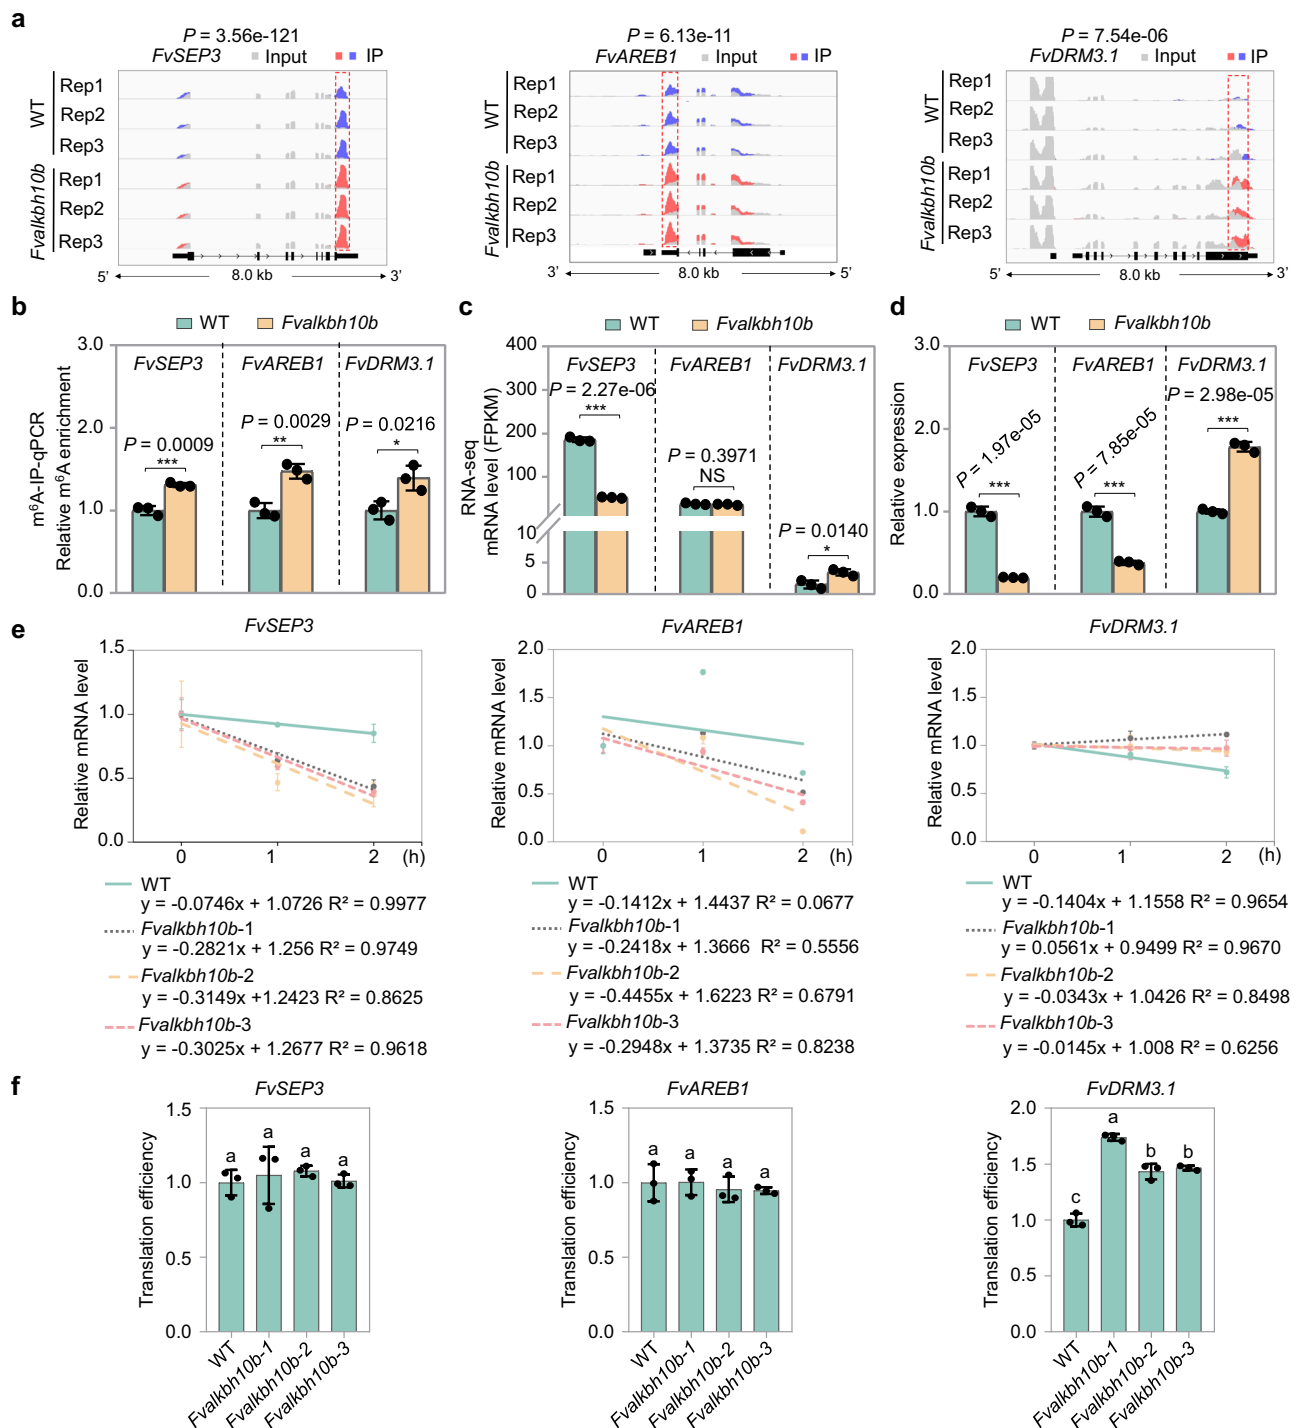 a
P = 3.56e-121
FvSEP3 Input IP
WT
Rep1
Rep2
Rep3
Fvalkbh10b
Rep1
Rep2
Rep3
5' 8.0 kb 3'
P = 6.13e-11
FvAREB1 Input IP
WT
Rep1
Rep2
Rep3
Fvalkbh10b
Rep1
Rep2
Rep3
3' 8.0 kb 5'
P = 7.54e-06
FvDRM3.1 Input IP
WT
Rep1
Rep2
Rep3
Fvalkbh10b
Rep1
Rep2
Rep3
5' 8.0 kb 3'
b
WT Fvalkbh10b
m⁶A-IP-qPCR
Relative m⁶A enrichment
3.0
2.0
1.0
0.0
FvSEP3 FvAREB1 FvDRM3.1
P = 0.0009
***
P = 0.0029
**
P = 0.0216
*
c
WT Fvalkbh10b
RNA-seq
mRNA level (FPKM)
400
300
200
100
10
5
0
FvSEP3 FvAREB1 FvDRM3.1
P = 2.27e-06
***
P = 0.3971
NS
P = 0.0140
*
d
WT Fvalkbh10b
Relative expression
3.0
2.0
1.0
0.0
FvSEP3 FvAREB1 FvDRM3.1
P = 1.97e-05
***
P = 7.85e-05
***
P = 2.98e-05
***
e
FvSEP3
Relative mRNA level
1.5
1.0
0.5
0.0
0 1 2 (h)
WT
y = -0.0746x + 1.0726 R² = 0.9977
Fvalkbh10b-1
y = -0.2821x + 1.256 R² = 0.9749
Fvalkbh10b-2
y = -0.3149x +1.2423 R² = 0.8625
Fvalkbh10b-3
y = -0.3025x + 1.2677 R² = 0.9618
FvAREB1
Relative mRNA level
2.0
1.5
1.0
0.5
0.0
0 1 2 (h)
WT
y = -0.1412x + 1.4437 R² = 0.0677
Fvalkbh10b-1
y = -0.2418x + 1.3666 R² = 0.5556
Fvalkbh10b-2
y = -0.4455x + 1.6223 R² = 0.6791
Fvalkbh10b-3
y = -0.2948x + 1.3735 R² = 0.8238
FvDRM3.1
Relative mRNA level
2.0
1.5
1.0
0.5
0.0
0 1 2 (h)
WT
y = -0.1404x + 1.1558 R² = 0.9654
Fvalkbh10b-1
y = 0.0561x + 0.9499 R² = 0.9670
Fvalkbh10b-2
y = -0.0343x + 1.0426 R² = 0.8498
Fvalkbh10b-3
y = -0.0145x + 1.008 R² = 0.6256
f
FvSEP3
Translation efficiency
1.5
1.0
0.5
0.0
a a a a
WT Fvalkbh10b-1 Fvalkbh10b-2 Fvalkbh10b-3
FvAREB1
Translation efficiency
1.5
1.0
0.5
0.0
a a a a
WT Fvalkbh10b-1 Fvalkbh10b-2 Fvalkbh10b-3
FvDRM3.1
Translation efficiency
2.0
1.5
1.0
0.5
0.0
c a b b
WT Fvalkbh10b-1 Fvalkbh10b-2 Fvalkbh10b-3